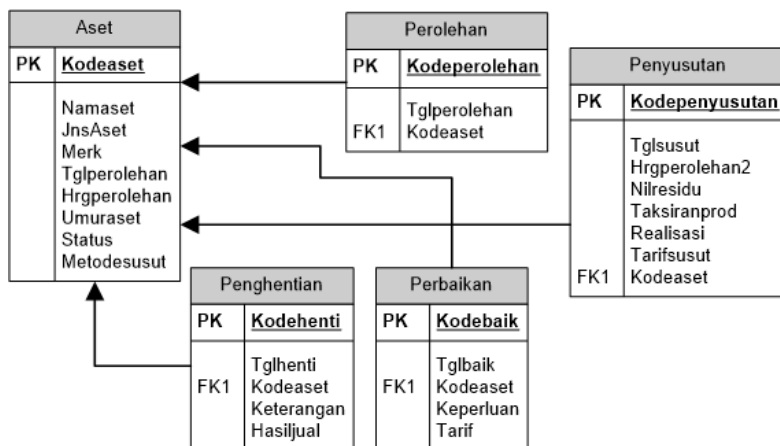 Aset
PK Kodeaset
Namaset
JnsAset
Merk
Tglperolehan
Hrgperolehan
Umuraset
Status
Metodesusut
Perolehan
PK Kodeperolehan
Tglperolehan
FK1 Kodeaset
Penyusutan
PK Kodepenyusutan
Tglsusut
Hrgperolehan2
Nilresidu
Taksiranprod
Realisasi
Tarifsusut
FK1 Kodeaset
Penghentian
PK Kodehenti
Tglhenti
FK1 Kodeaset
Keterangan
Hasiljual
Perbaikan
PK Kodebaik
Tglbaik
FK1 Kodeaset
Keperluan
Tarif